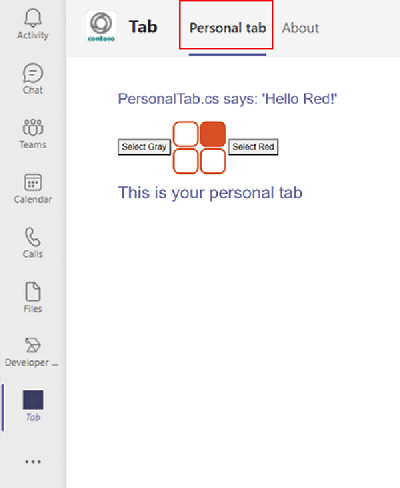 Activity
Chat
Teams
Calendar
Calls
Files
Developer ...
Tab
contoso
Tab
Personal tab
About
PersonalTab.cs says: 'Hello Red!'
Select Gray
Select Red
This is your personal tab